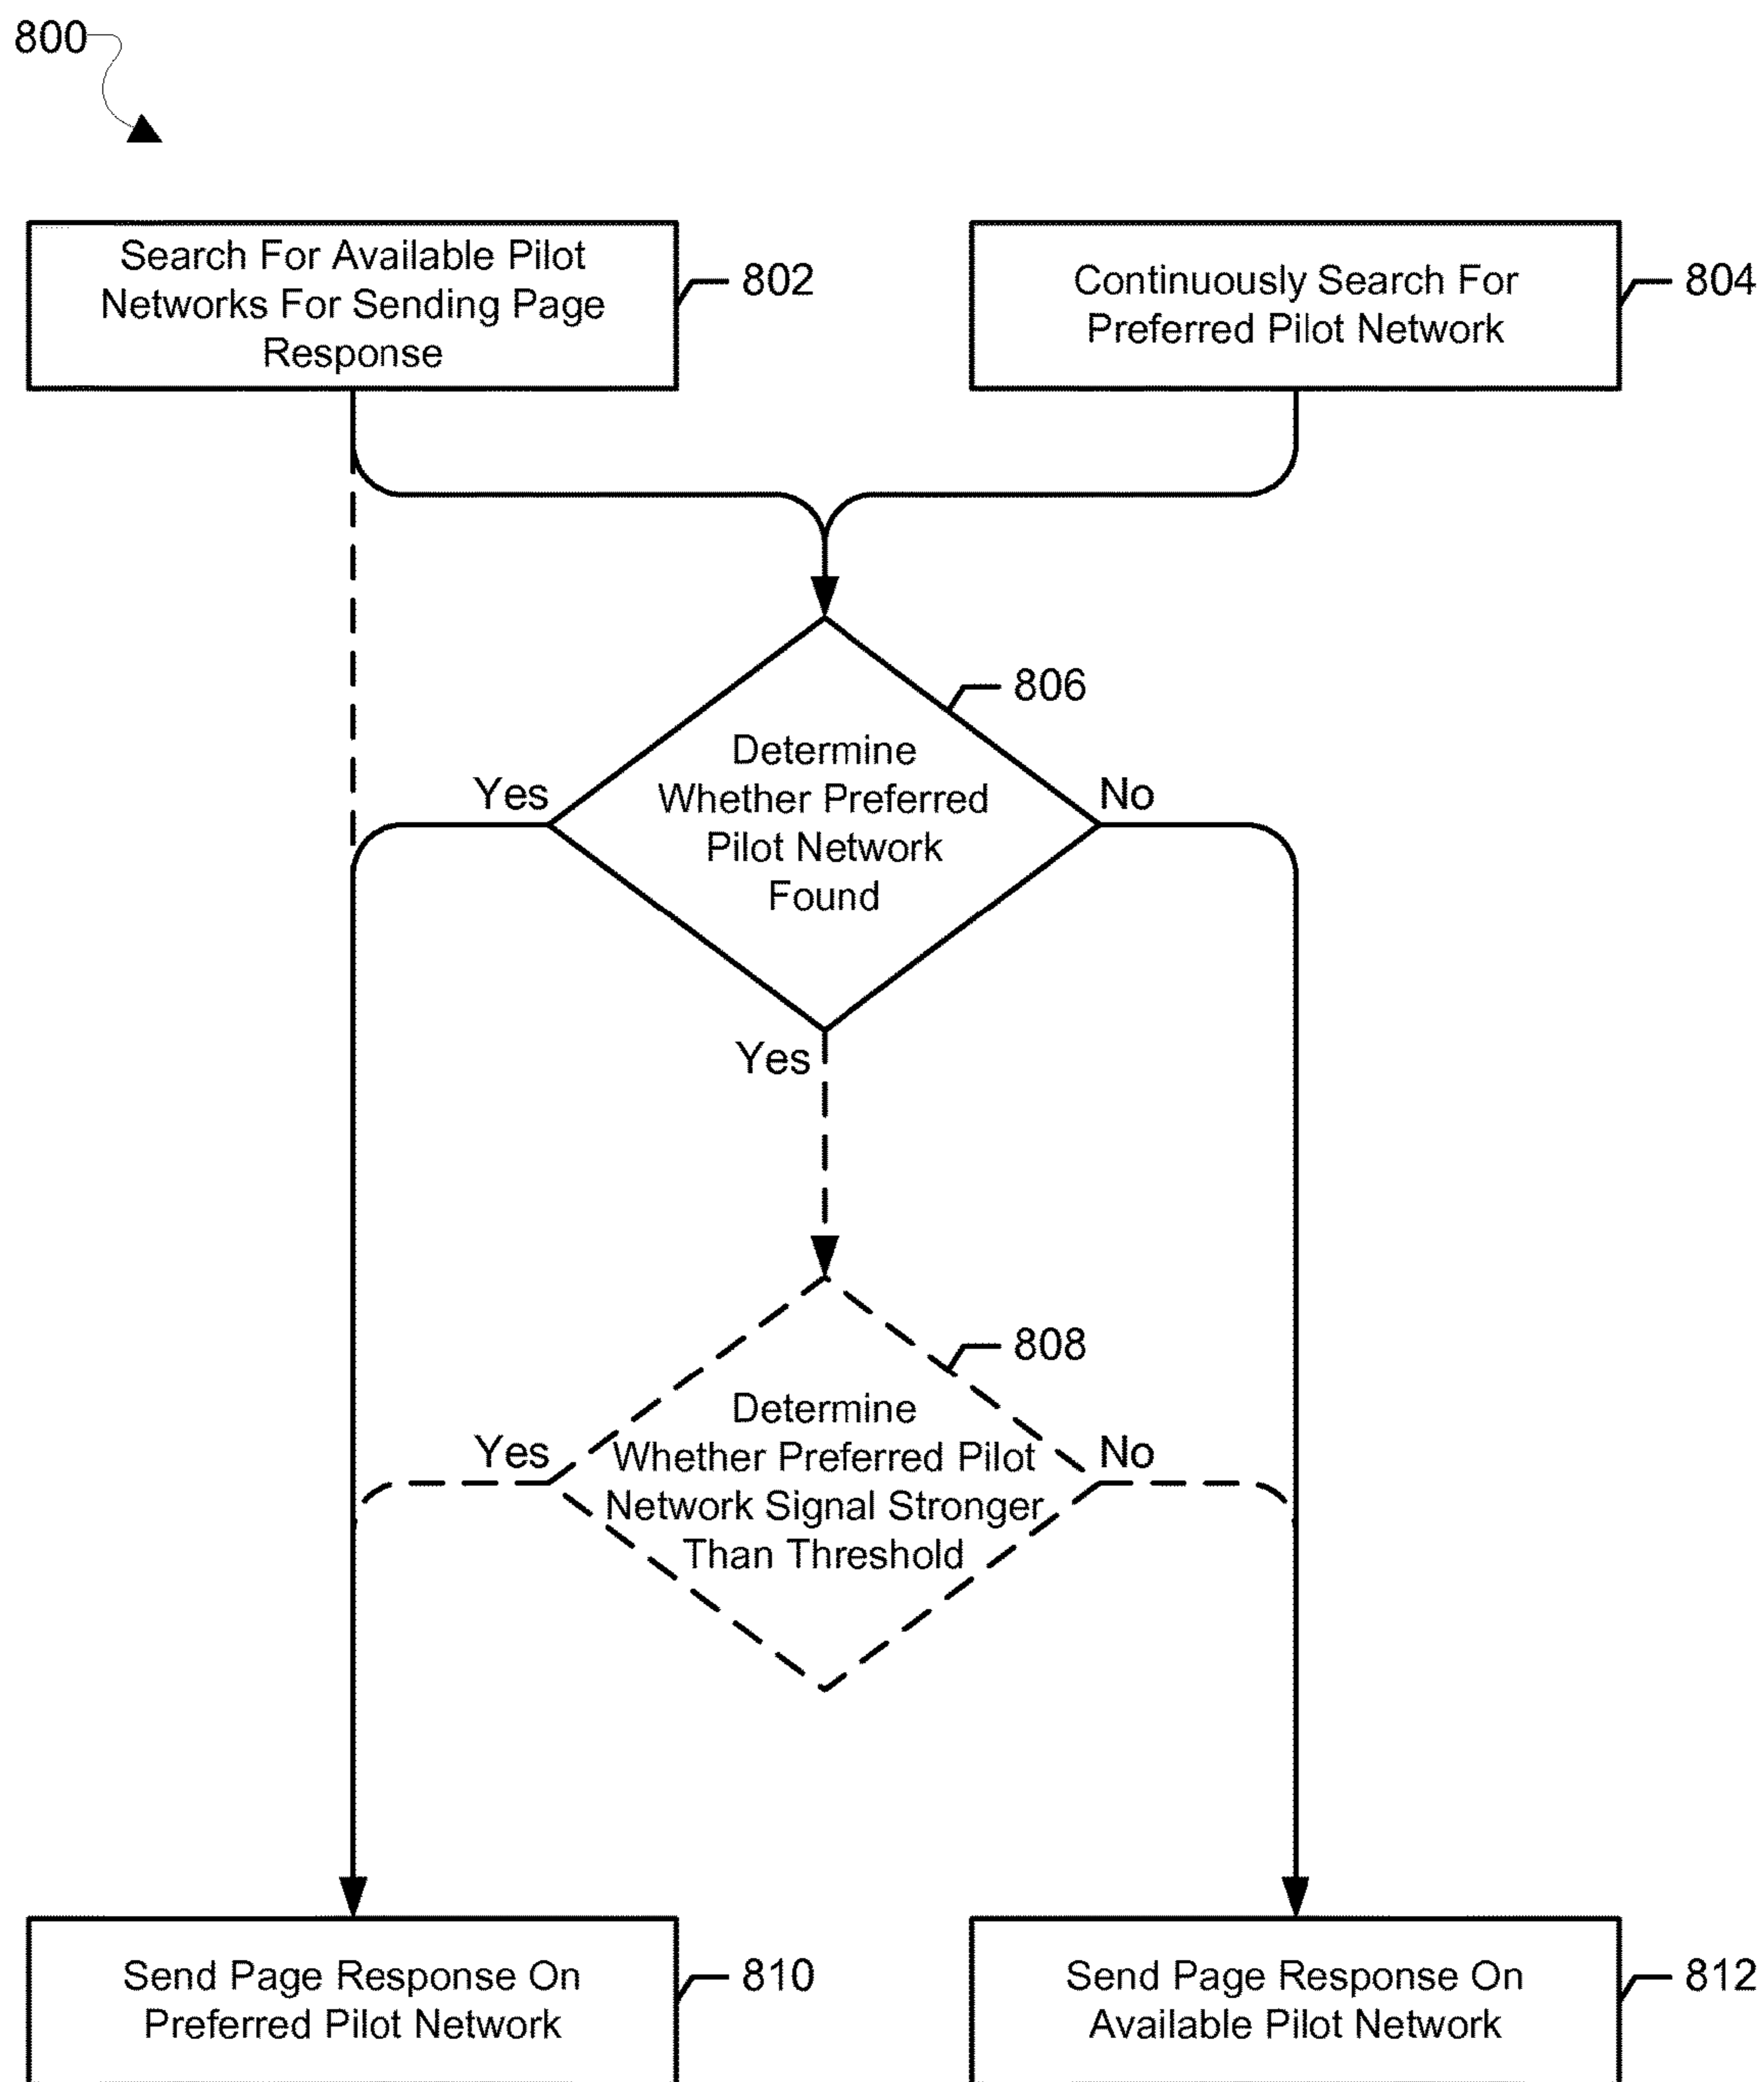 800
Search For Available Pilot
Networks For Sending Page
Response
802
Continuously Search For
Preferred Pilot Network
804
806
Determine
Whether Preferred
Pilot Network
Found
Yes
No
Yes
808
Determine
Whether Preferred Pilot
Network Signal Stronger
Than Threshold
Yes
No
Send Page Response On
Preferred Pilot Network
810
Send Page Response On
Available Pilot Network
812